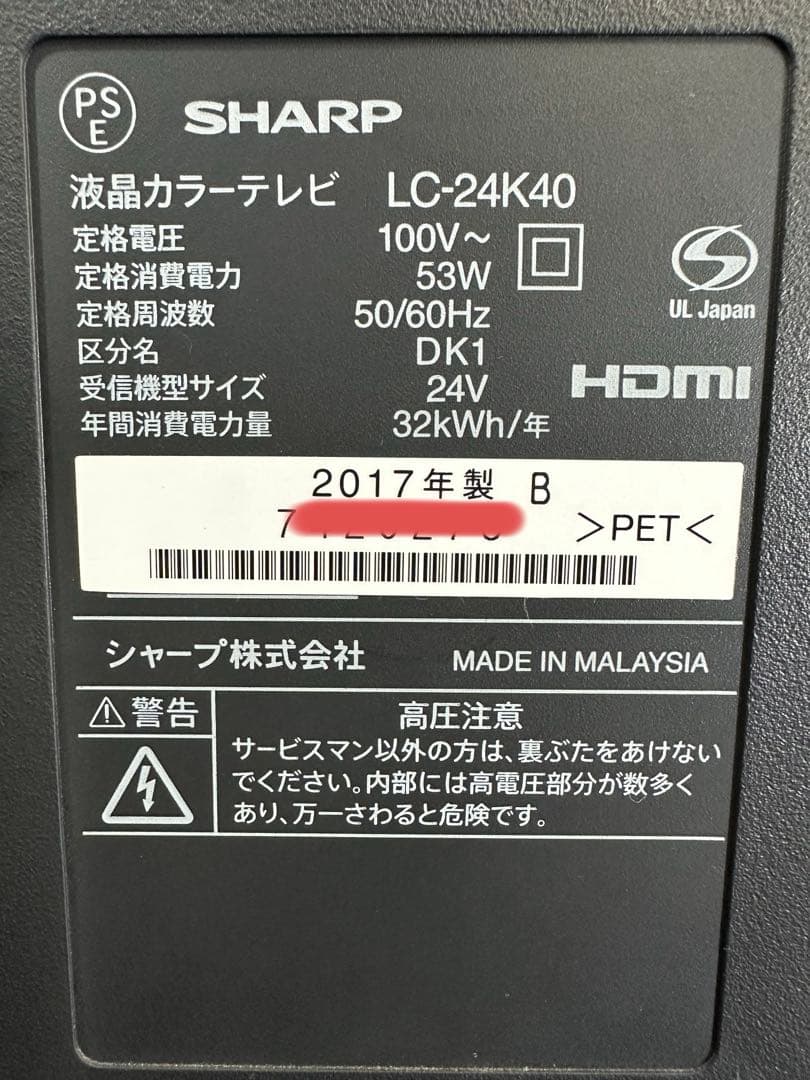 PS
E
SHARP
液晶カラーテレビ LC-24K40
定格電圧 100V～
定格消費電力 53W
定格周波数 50/60Hz
区分名 DK1
受信機型サイズ 24V
年間消費電力量 32kWh/年
UL Japan
HDMI
2017年製 B
>PET<
シャープ株式会社 MADE IN MALAYSIA
警告
高圧注意
サービスマン以外の方は、裏ぶたをあけない
でください。内部には高電圧部分が数多く
あり、万一さわると危険です。